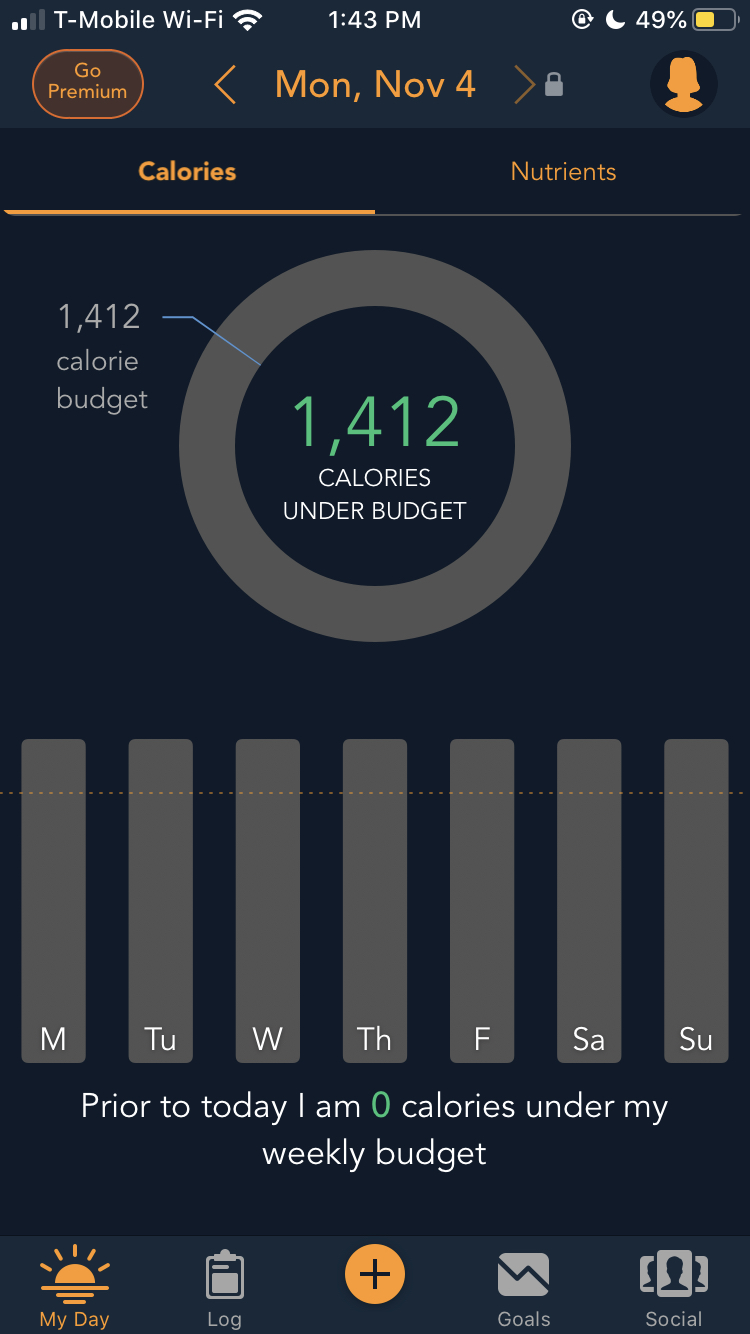 T-Mobile Wi-Fi 1:43 PM 49%
Go
Premium
Mon, Nov 4
Calories Nutrients
1,412
calorie
budget
1,412
CALORIES
UNDER BUDGET
M Tu W Th F Sa Su
Prior to today I am 0 calories under my
weekly budget
My Day Log Goals Social